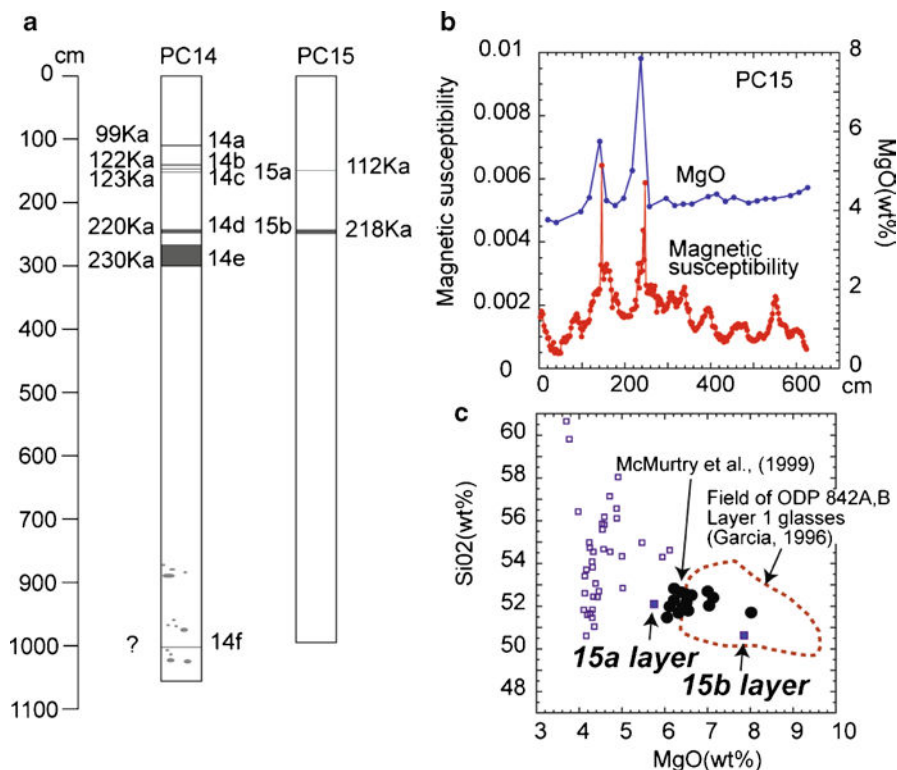 a
cm
PC14
PC15
0
100
200
300
400
500
600
700
800
900
1000
1100
99Ka
122Ka
123Ka
220Ka
230Ka
?
14a
14b
14c
14d
14e
14f
15a
15b
112Ka
218Ka
b
PC15
Magnetic susceptibility
0.01
0.008
0.006
0.004
0.002
0
MgO
Magnetic
susceptibility
8
6
4
2
0
MgO(wt%)
0
200
400
600
cm
c
Si02(wt%)
60
58
56
54
52
50
48
McMurtry et al., (1999)
Field of ODP 842A,B
Layer 1 glasses
(Garcia, 1996)
15a layer
15b layer
3
4
5
6
7
8
9
10
MgO(wt%)